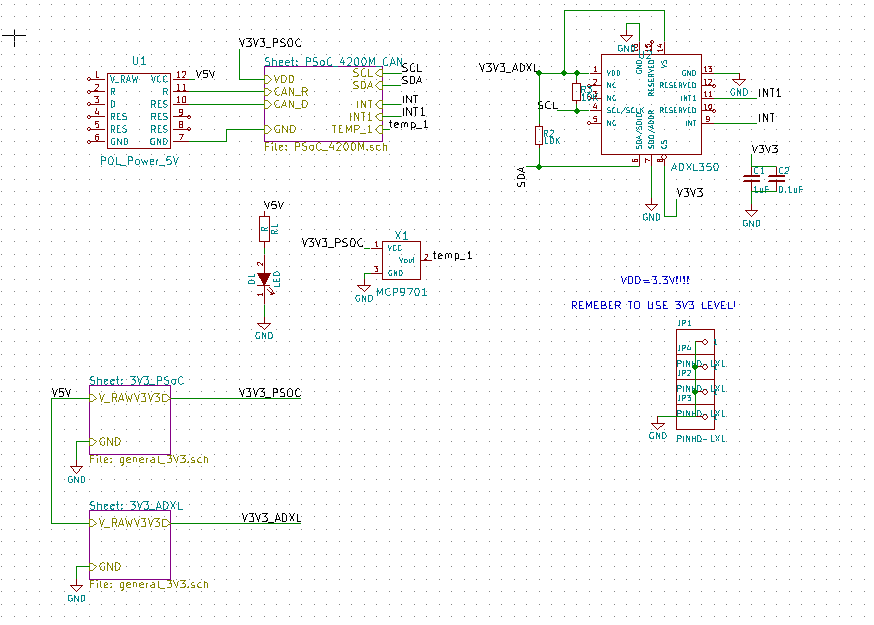 V3V3_PSOC
U1
1 V_RAW VCC 12 V5V
2 R R 11
3 D RES 10
4 RES RES 9
5 RES RES 8
6 GND GND 7
POL_Power_5V
Sheet: PSoC 4200M CAN
VDD
CAN_R
CAN_D
GND
SCL
SDA
INT
INT1
TEMP_1
SCL
SDA
INT
INT1
temp_1
File: PSoC_4200M.sch
V3V3_ADXL
GND
SCL
SDA
R2
10K
1 VDD
2 NC
3 NC
4 SCL/SCLK
5 NC
GND
RESERVED
14
VS
GND 13
RESERVED 12
INT1 11
RESERVED 10
INT 9
SDA/SDIO
SDO/ADDR
CS
6
7
8
ADXL350
GND
INT1
INT
GND
V3V3
V3V3
C1
1uF
C2
0.1uF
GND
V5V
R
R1
2
D1
LED
1
GND
V3V3_PSOC
X1
1 VCC
Vout 2
3 GND
temp_1
GND
MCP9701
VDD=3.3V!!!!
REMEBER TO USE 3V3 LEVEL!
JP1
JP4
PINHD-1X1
JP2
PINHD-1X1
JP3
PINHD-1X1
PINHD-1X1
GND
V5V
Sheet: 3V3_PSoC
V_RAW V3V3
GND
V3V3_PSOC
File: general_3V3.sch
GND
Sheet: 3V3_ADXL
V_RAW V3V3
GND
V3V3_ADXL
File: general_3V3.sch
GND